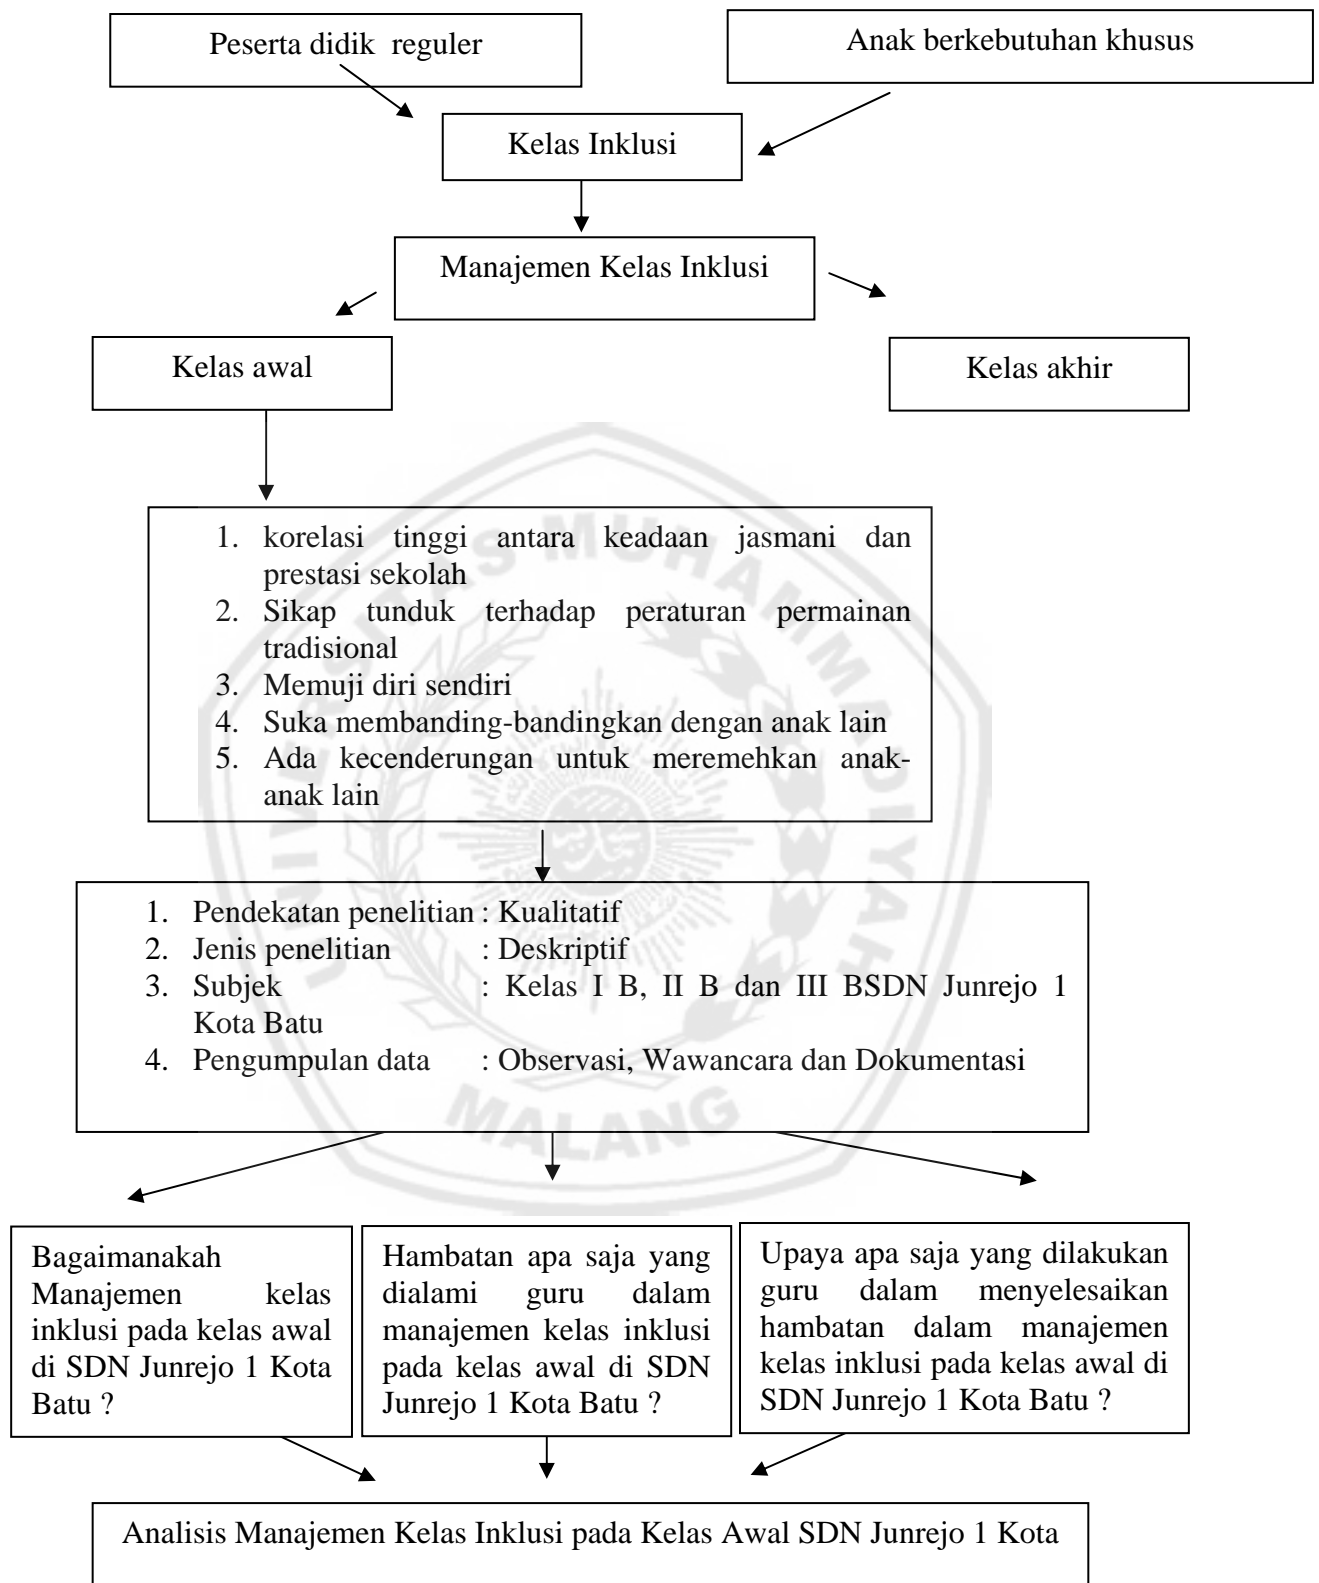 Peserta didik reguler
Anak berkebutuhan khusus
Kelas Inklusi
Manajemen Kelas Inklusi
Kelas awal
Kelas akhir
1. korelasi tinggi antara keadaan jasmani dan
prestasi sekolah
2. Sikap tunduk terhadap peraturan permainan
tradisional
3. Memuji diri sendiri
4. Suka membanding-bandingkan dengan anak lain
5. Ada kecenderungan untuk meremehkan anak-
anak lain
1. Pendekatan penelitian : Kualitatif
2. Jenis penelitian : Deskriptif
3. Subjek : Kelas I B, II B dan III BSDN Junrejo 1
Kota Batu
4. Pengumpulan data : Observasi, Wawancara dan Dokumentasi
Bagaimanakah
Manajemen kelas
inklusi pada kelas awal
di SDN Junrejo 1 Kota
Batu ?
Hambatan apa saja yang
dialami guru dalam
manajemen kelas inklusi
pada kelas awal di SDN
Junrejo 1 Kota Batu ?
Upaya apa saja yang dilakukan
guru dalam menyelesaikan
hambatan dalam manajemen
kelas inklusi pada kelas awal di
SDN Junrejo 1 Kota Batu ?
Analisis Manajemen Kelas Inklusi pada Kelas Awal SDN Junrejo 1 Kota
UNIVERSITAS MUHAMMADIYAH
MALANG